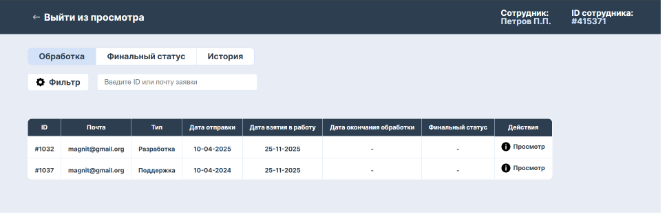 ← Выйти из просмотра
Сотрудник: ID сотрудника:
Петров П.П. #415371
Обработка Финальный статус История
Фильтр Введите ID или почту заявки
ID Почта Тип Дата отправки Дата взятия в работу Дата окончания обработки Финальный статус Действия
#1032 magnit@gmail.org Разработка 10-04-2025 25-11-2025 - - Просмотр
#1037 magnit@gmail.org Поддержка 10-04-2024 25-11-2025 - - Просмотр